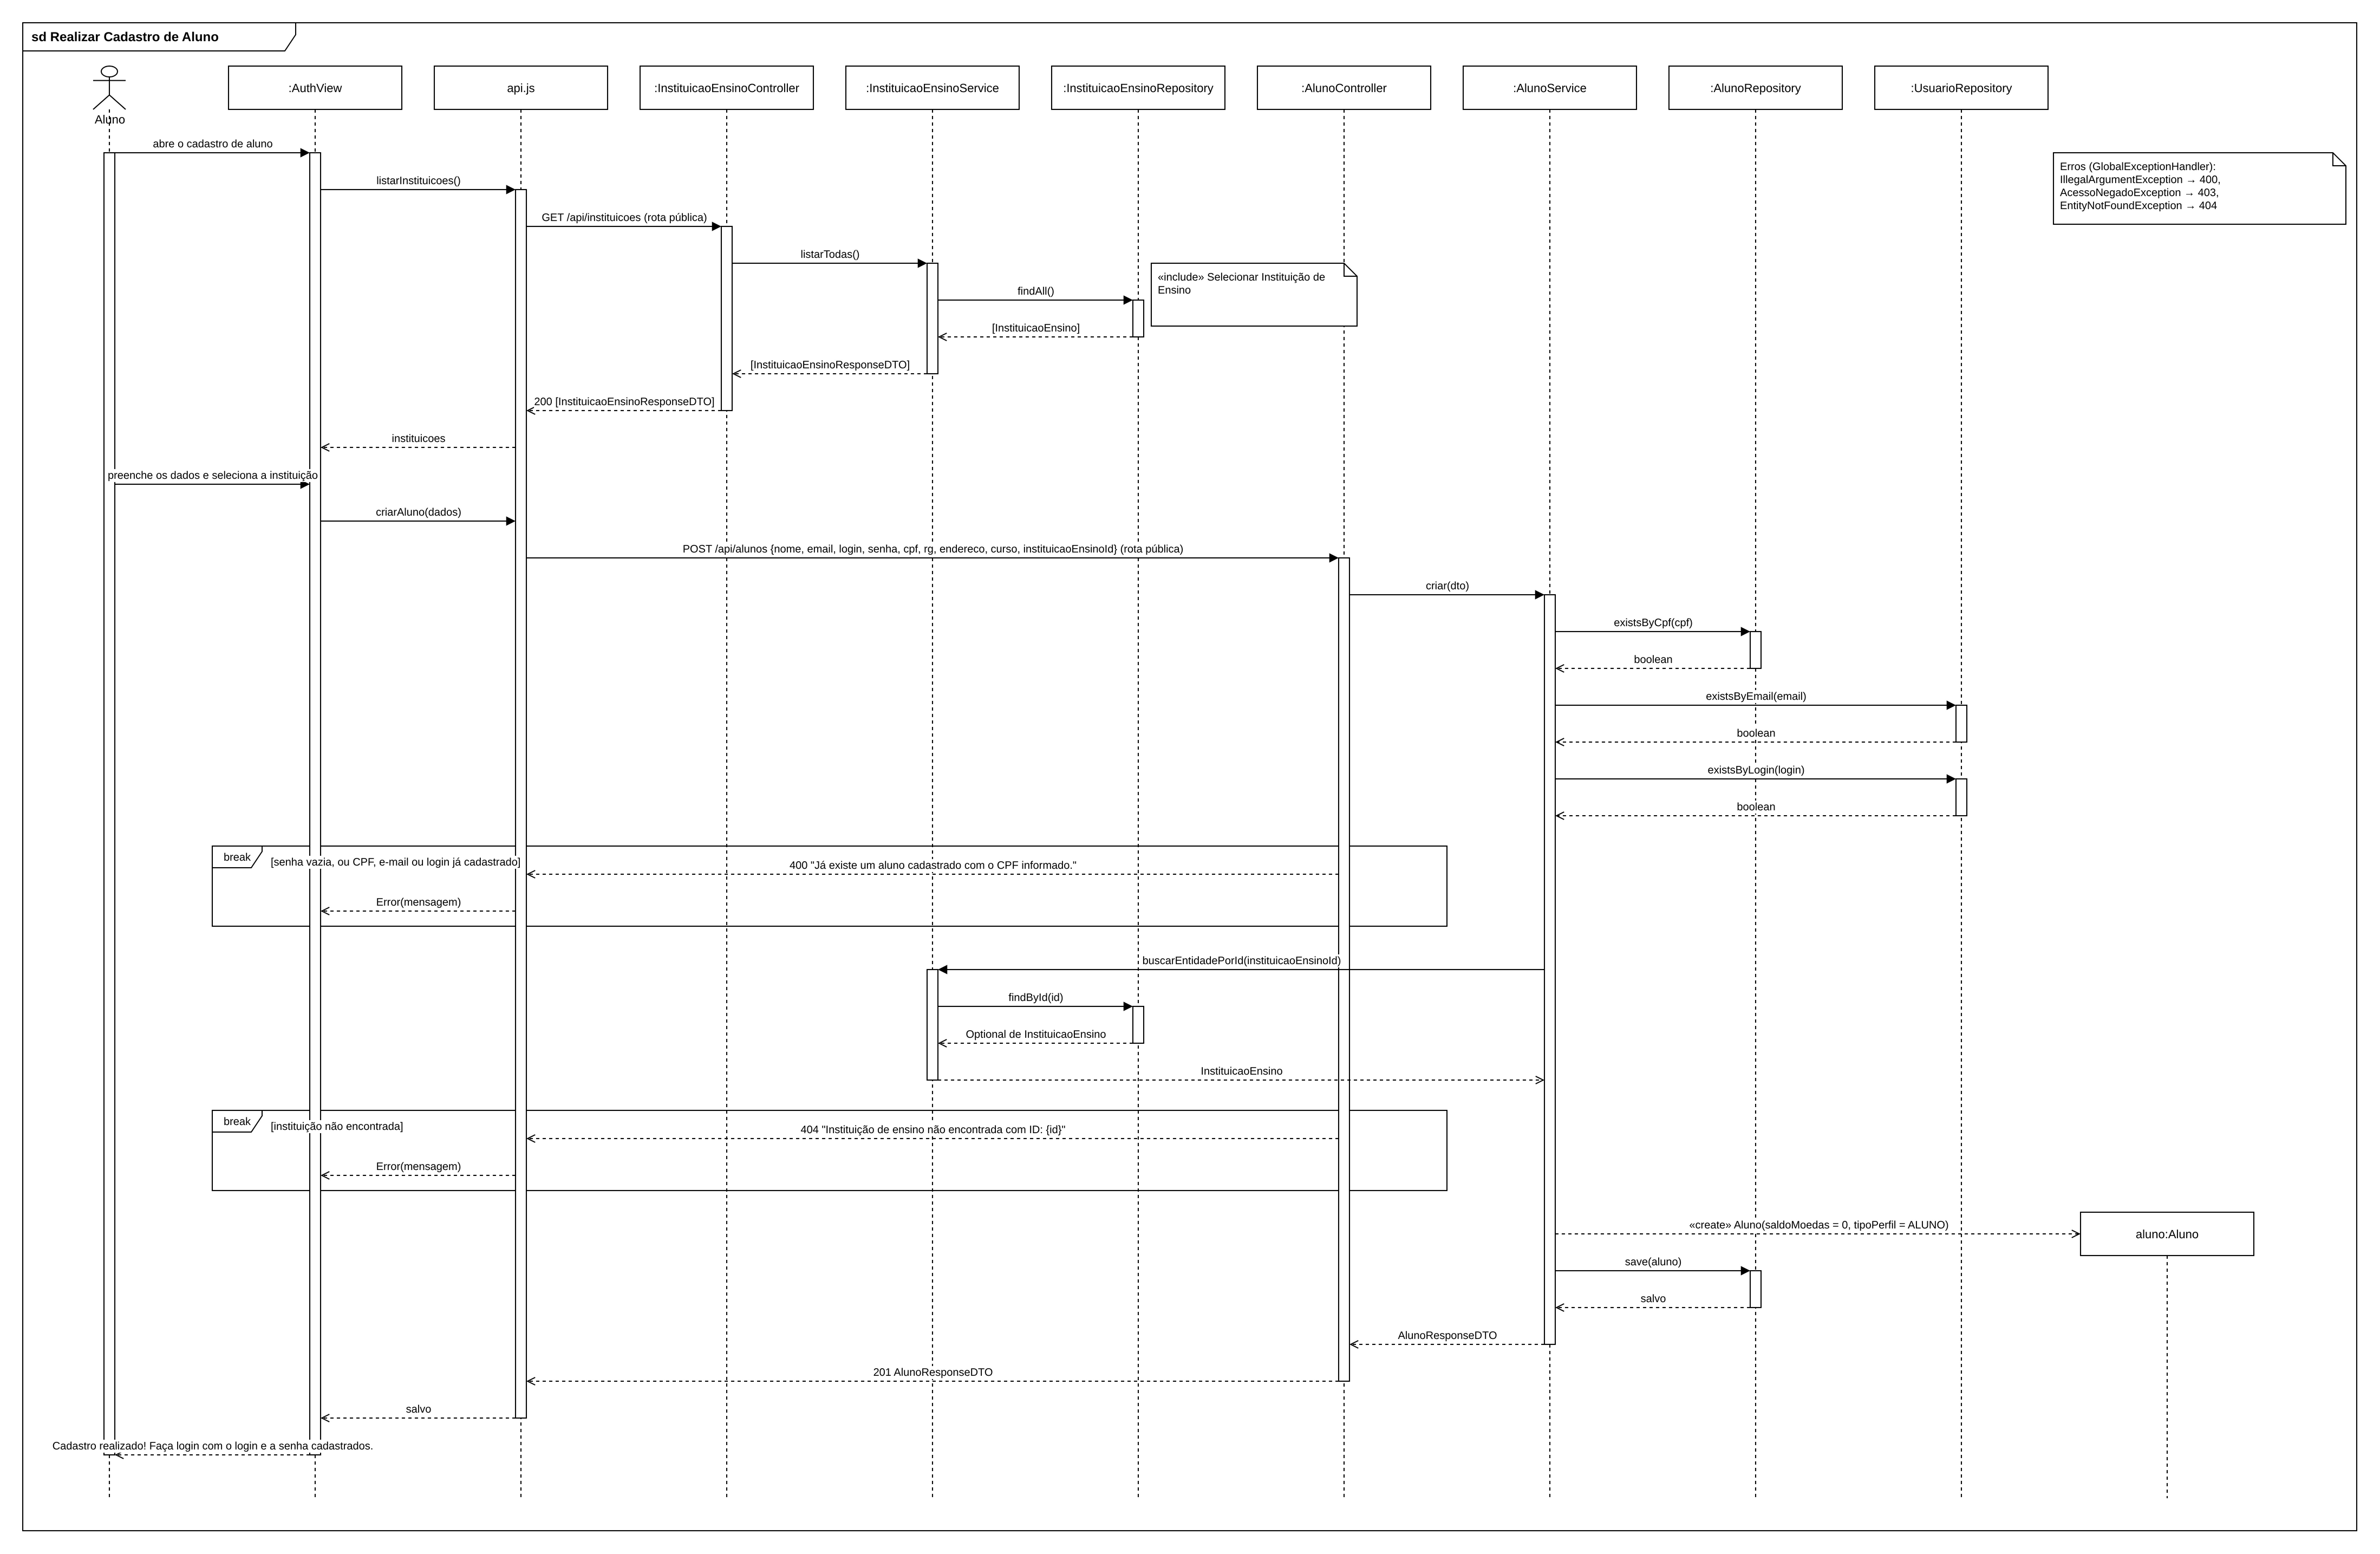 sd Realizar Cadastro de Aluno
Aluno
:AuthView
api.js
:InstituicaoEnsinoController
:InstituicaoEnsinoService
:InstituicaoEnsinoRepository
:AlunoController
:AlunoService
:AlunoRepository
:UsuarioRepository
abre o cadastro de aluno
Erros (GlobalExceptionHandler):
IllegalArgumentException → 400,
AcessoNegadoException → 403,
EntityNotFoundException → 404
listarInstituicoes()
GET /api/instituicoes (rota pública)
listarTodas()
«include» Selecionar Instituição de
Ensino
findAll()
[InstituicaoEnsino]
[InstituicaoEnsinoResponseDTO]
200 [InstituicaoEnsinoResponseDTO]
instituicoes
preenche os dados e seleciona a instituição
criarAluno(dados)
POST /api/alunos {nome, email, login, senha, cpf, rg, endereco, curso, instituicaoEnsinoId} (rota pública)
criar(dto)
existsByCpf(cpf)
boolean
existsByEmail(email)
boolean
existsByLogin(login)
boolean
break
[senha vazia, ou CPF, e-mail ou login já cadastrado]
400 "Já existe um aluno cadastrado com o CPF informado."
Error(mensagem)
buscarEntidadePorId(instituicaoEnsinoId)
findById(id)
Optional de InstituicaoEnsino
InstituicaoEnsino
break
[instituição não encontrada]
404 "Instituição de ensino não encontrada com ID: {id}"
Error(mensagem)
«create» Aluno(saldoMoedas = 0, tipoPerfil = ALUNO)
aluno:Aluno
save(aluno)
salvo
AlunoResponseDTO
201 AlunoResponseDTO
salvo
Cadastro realizado! Faça login com o login e a senha cadastrados.